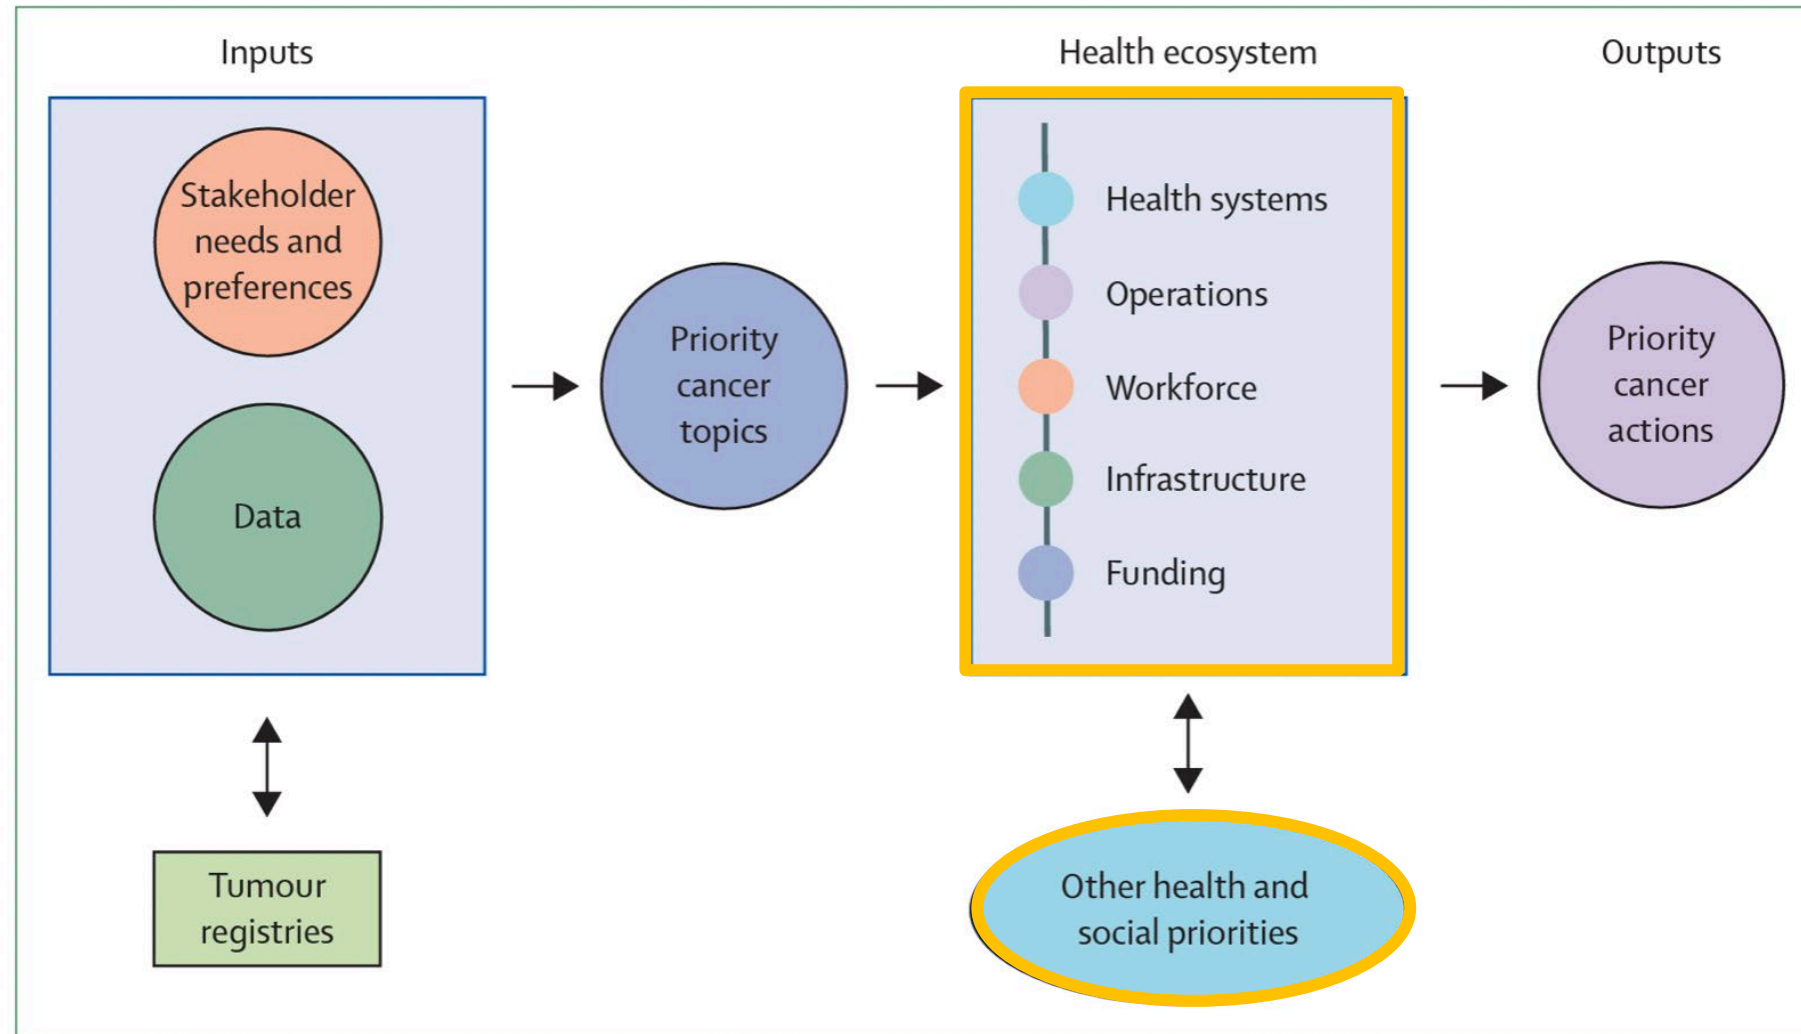 Inputs
Health ecosystem
Outputs
Stakeholder
needs and
preferences
Data
Priority
cancer
topics
Health systems
Operations
Workforce
Infrastructure
Funding
Priority
cancer
actions
Tumour
registries
Other health and
social priorities